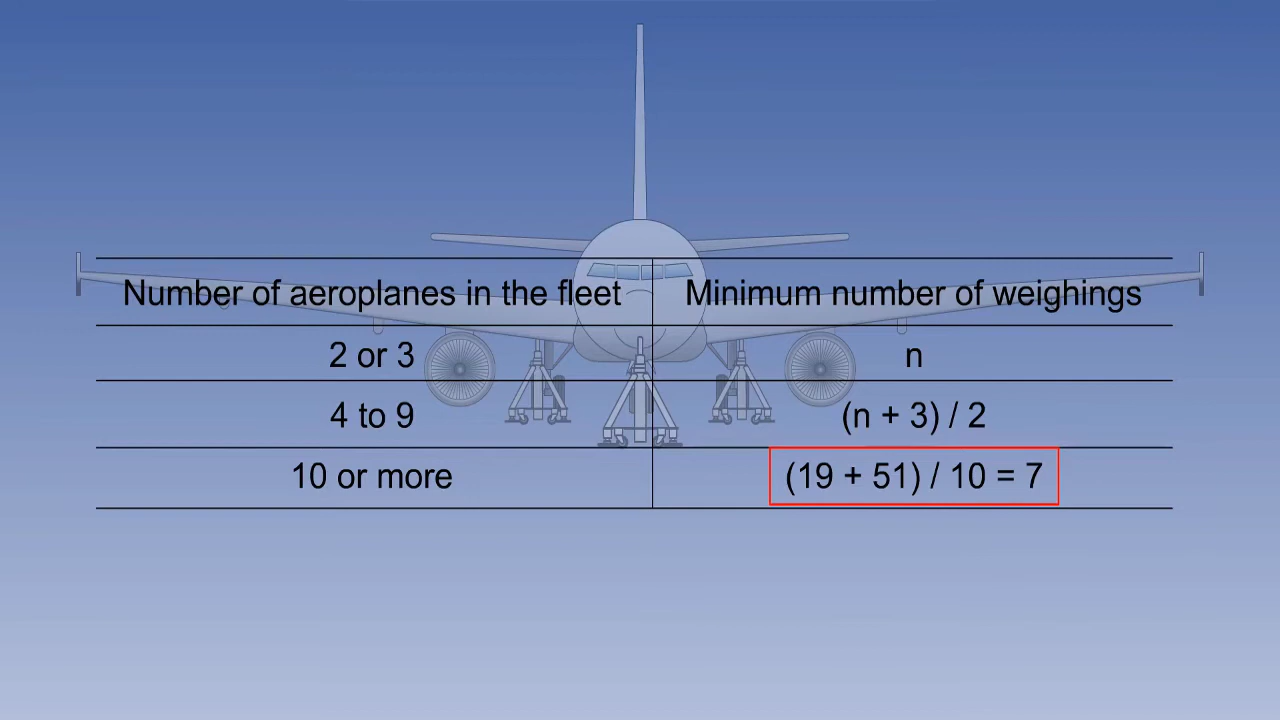 Number of aeroplanes in the fleet Minimum number of weighings
2 or 3 n
4 to 9 (n + 3) / 2
10 or more (19 + 51) / 10 = 7